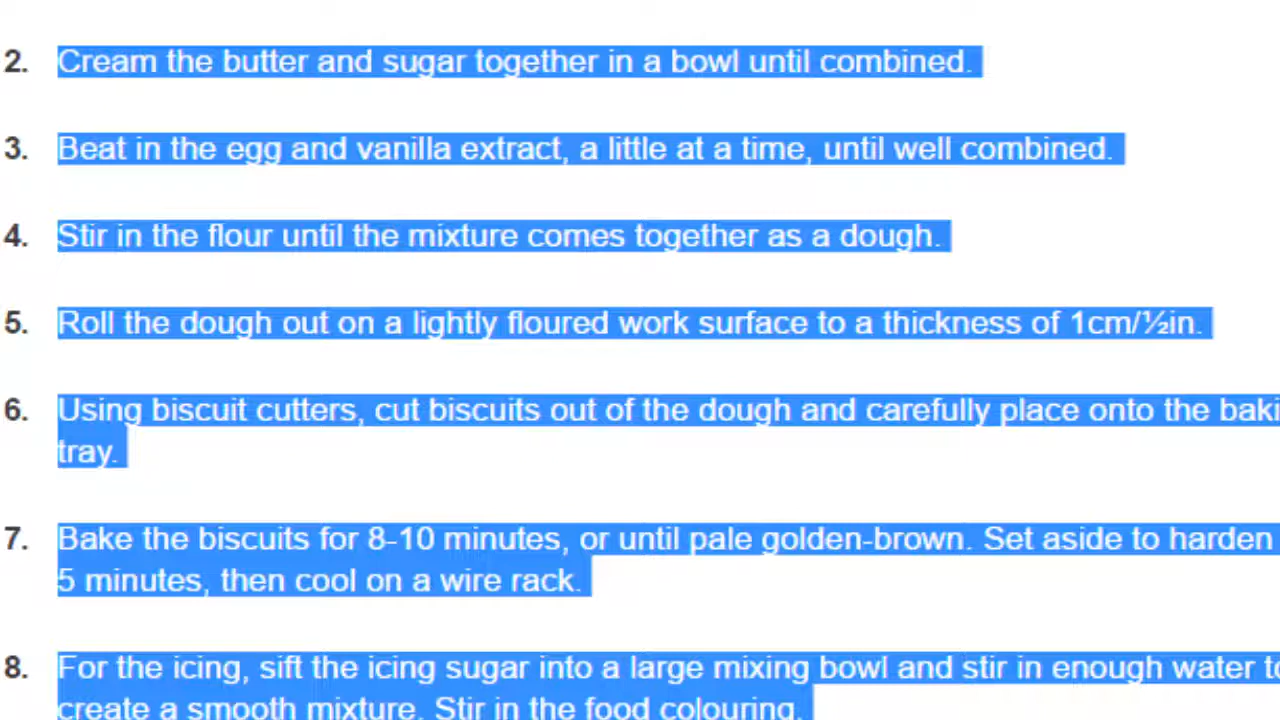 2. Cream the butter and sugar together in a bowl until combined.
3. Beat in the egg and vanilla extract, a little at a time, until well combined.
4. Stir in the flour until the mixture comes together as a dough.
5. Roll the dough out on a lightly floured work surface to a thickness of 1cm/½in.
6. Using biscuit cutters, cut biscuits out of the dough and carefully place onto the baki
tray.
7. Bake the biscuits for 8-10 minutes, or until pale golden-brown. Set aside to harden
5 minutes, then cool on a wire rack.
8. For the icing, sift the icing sugar into a large mixing bowl and stir in enough water to
create a smooth mixture. Stir in the food colouring.